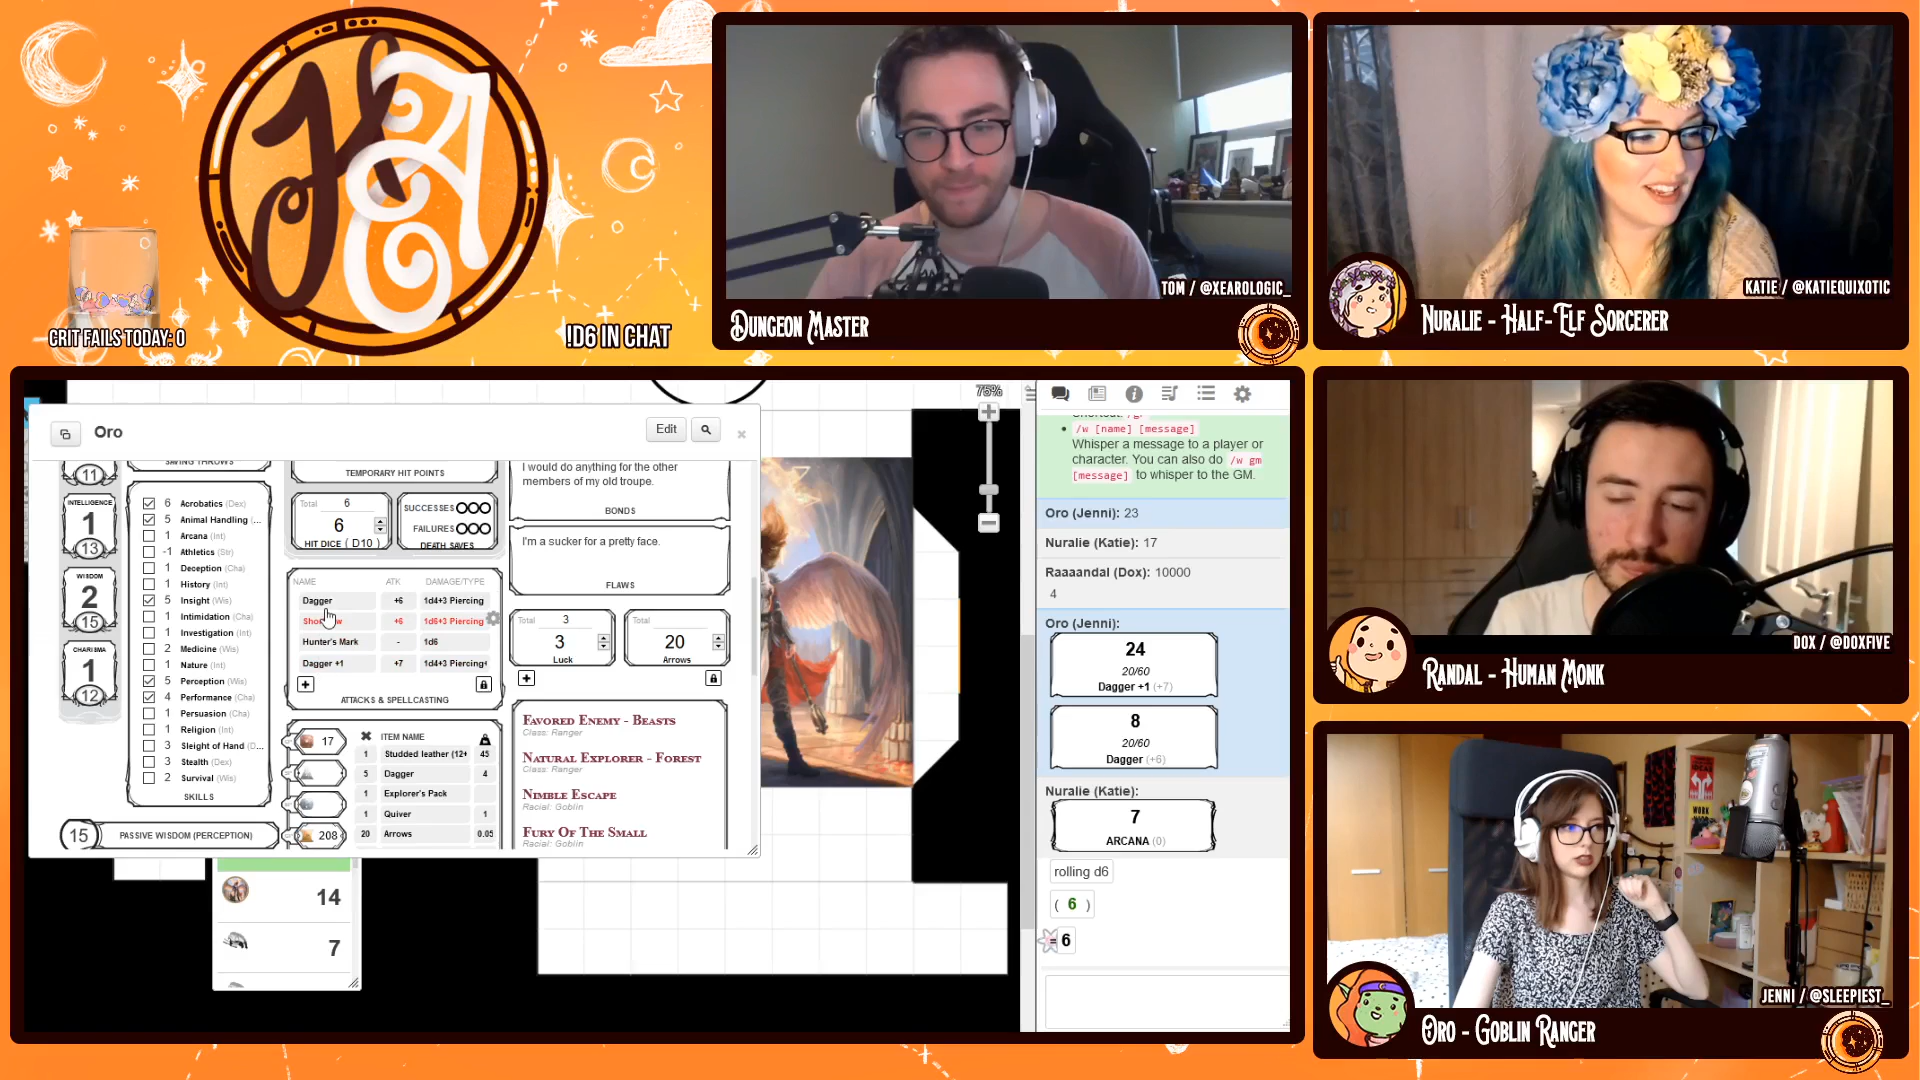 HA
CRIT FAILS TODAY: 0
!D6 IN CHAT
TOM / @XEAROLOGIC_
DUNGEON MASTER
KATIE / @KATIEQUIXOTIC
NURALIE - HALF-ELF SORCERER
DOX / @DOXFIVE
RANDAL - HUMAN MONK
JENNI / @SLEEPIEST_
ORO - GOBLIN RANGER
75%
Oro
Edit
11
INTELLIGENCE
1
13
WISDOM
2
15
CHARISMA
1
12
SAVING THROWS
6 Acrobatics (Dex)
5 Animal Handling (...
1 Arcana (Int)
-1 Athletics (Str)
1 Deception (Cha)
1 History (Int)
5 Insight (Wis)
1 Intimidation (Cha)
1 Investigation (Int)
2 Medicine (Wis)
1 Nature (Int)
5 Perception (Wis)
4 Performance (Cha)
1 Persuasion (Cha)
1 Religion (Int)
3 Sleight of Hand (D...
3 Stealth (Dex)
2 Survival (Wis)
SKILLS
15 PASSIVE WISDOM (PERCEPTION)
TEMPORARY HIT POINTS
Total 6
6
HIT DICE ( D10 )
SUCCESSES
FAILURES
DEATH SAVES
NAME ATK DAMAGE/TYPE
Dagger +6 1d4+3 Piercing
+6 1d6+3 Piercing
Hunter's Mark - 1d6
Dagger +1 +7 1d4+3 Piercing+
ATTACKS & SPELLCASTING
17
208
ITEM NAME
1 Studded leather (12+ 45
5 Dagger 4
1 Explorer's Pack
1 Quiver 1
20 Arrows 0.05
I would do anything for the other
members of my old troupe.
BONDS
I'm a sucker for a pretty face.
FLAWS
Total 3
3
Luck
Total
20
Arrows
FAVORED ENEMY - BEASTS
Class: Ranger
NATURAL EXPLORER - FOREST
Class: Ranger
NIMBLE ESCAPE
Racial: Goblin
FURY OF THE SMALL
Racial: Goblin
14
7
/w [name] [message]
Whisper a message to a player or
character. You can also do /w gm
[message] to whisper to the GM.
Oro (Jenni): 23
Nuralie (Katie): 17
Raaaandal (Dox): 10000
4
Oro (Jenni):
24
20/60
Dagger +1 (+7)
8
20/60
Dagger (+6)
Nuralie (Katie):
7
ARCANA (0)
rolling d6
( 6 )
=6